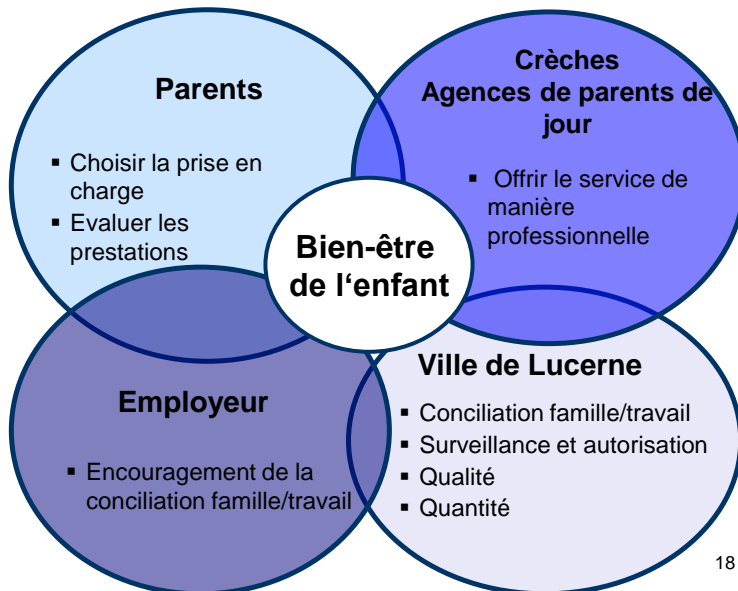 Parents
▪ Choisir la prise en
charge
▪ Evaluer les
prestations
Crèches
Agences de parents de
jour
▪ Offrir le service de
manière
professionnelle
Bien-être
de l‘enfant
Employeur
▪ Encouragement de la
conciliation famille/travail
Ville de Lucerne
▪ Conciliation famille/travail
▪ Surveillance et autorisation
▪ Qualité
▪ Quantité
18